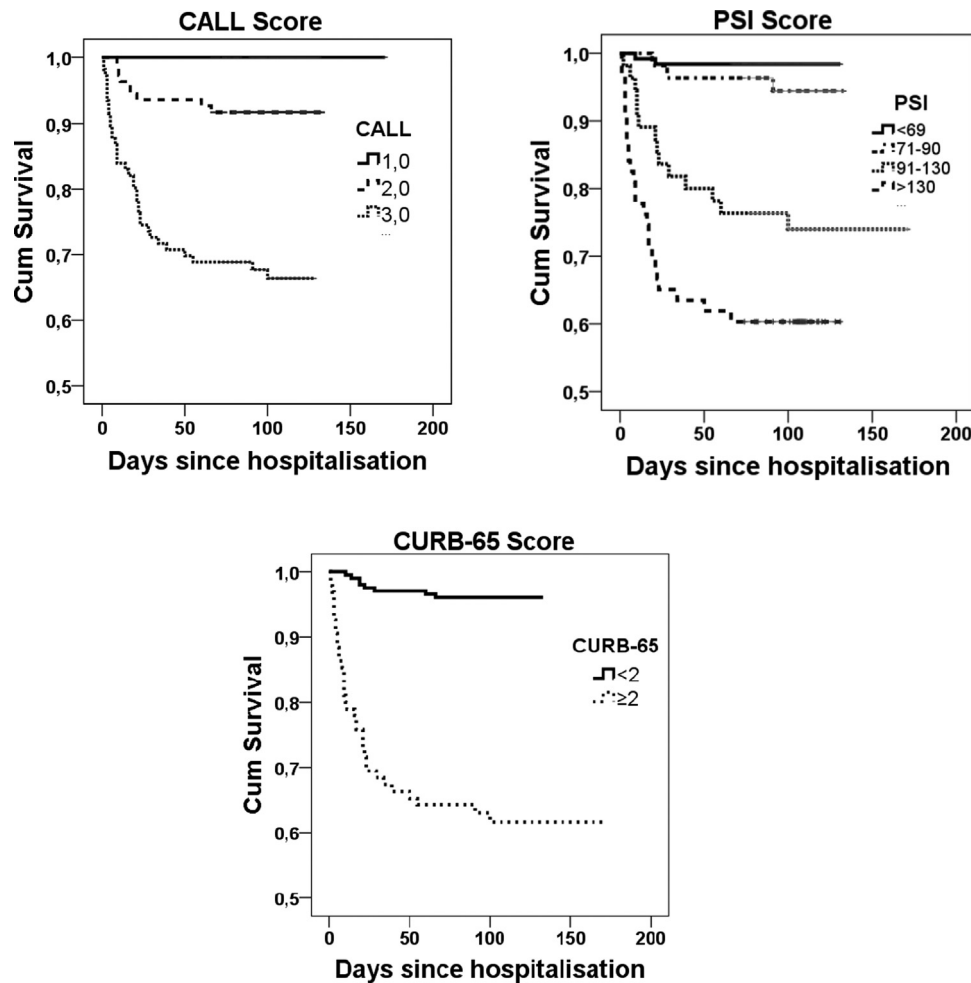 CALL Score
1,0
0,9
0,8
0,7
0,6
0,5
Cum Survival
CALL
1,0
2,0
3,0
...
0 50 100 150 200
Days since hospitalisation
PSI Score
1,0
0,9
0,8
0,7
0,6
0,5
Cum Survival
PSI
<69
71-90
91-130
>130
...
0 50 100 150 200
Days since hospitalisation
CURB-65 Score
1,0
0,9
0,8
0,7
0,6
0,5
Cum Survival
CURB-65
<2
≥2
0 50 100 150 200
Days since hospitalisation